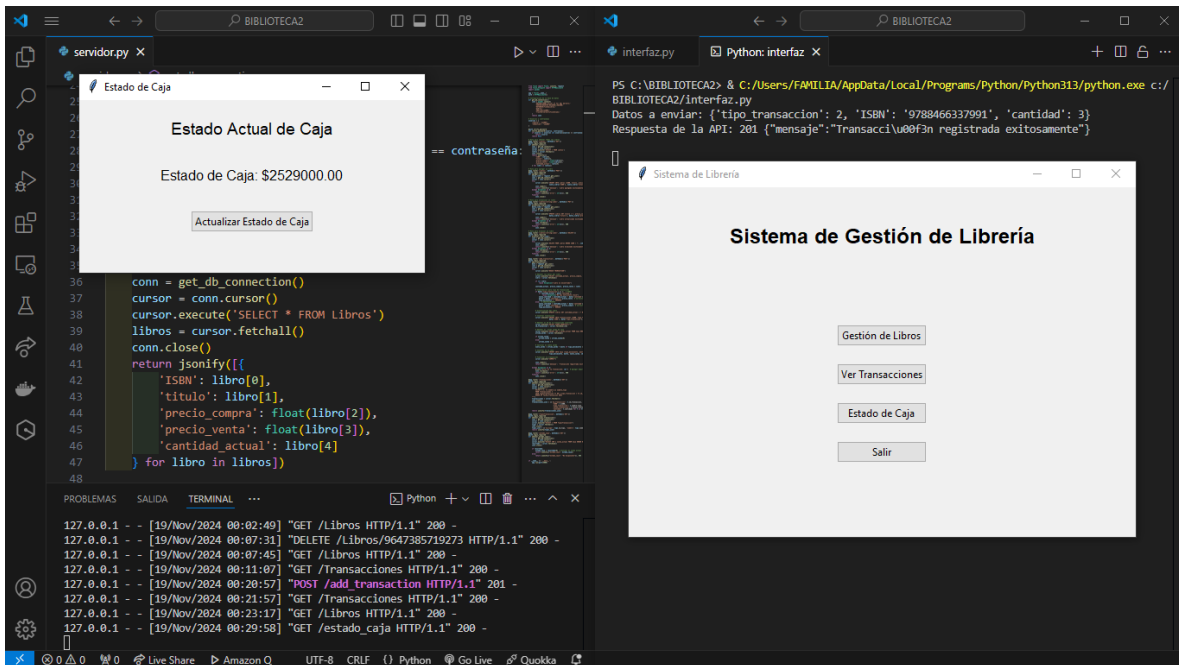 BIBLIOTECA2
servidor.py
Estado de Caja
Estado Actual de Caja
Estado de Caja: $2529000.00
Actualizar Estado de Caja
== contraseña:
36 conn = get_db_connection()
37 cursor = conn.cursor()
38 cursor.execute('SELECT * FROM Libros')
39 libros = cursor.fetchall()
40 conn.close()
41 return jsonify([{
42 'ISBN': libro[0],
43 'titulo': libro[1],
44 'precio_compra': float(libro[2]),
45 'precio_venta': float(libro[3]),
46 'cantidad_actual': libro[4]
47 } for libro in libros])
48
PROBLEMAS SALIDA TERMINAL ··· Python
127.0.0.1 - - [19/Nov/2024 00:02:49] "GET /Libros HTTP/1.1" 200 -
127.0.0.1 - - [19/Nov/2024 00:07:31] "DELETE /Libros/9647385719273 HTTP/1.1" 200 -
127.0.0.1 - - [19/Nov/2024 00:07:45] "GET /Libros HTTP/1.1" 200 -
127.0.0.1 - - [19/Nov/2024 00:11:07] "GET /Transacciones HTTP/1.1" 200 -
127.0.0.1 - - [19/Nov/2024 00:20:57] "POST /add_transaction HTTP/1.1" 201 -
127.0.0.1 - - [19/Nov/2024 00:21:57] "GET /Transacciones HTTP/1.1" 200 -
127.0.0.1 - - [19/Nov/2024 00:23:17] "GET /Libros HTTP/1.1" 200 -
127.0.0.1 - - [19/Nov/2024 00:29:58] "GET /estado_caja HTTP/1.1" 200 -
0 0 0 Live Share Amazon Q UTF-8 CRLF {} Python Go Live Quokka
BIBLIOTECA2
interfaz.py Python: interfaz
PS C:\BIBLIOTECA2> & C:/Users/FAMILIA/AppData/Local/Programs/Python/Python313/python.exe c:/
BIBLIOTECA2/interfaz.py
Datos a enviar: {'tipo_transaccion': 2, 'ISBN': '9788466337991', 'cantidad': 3}
Respuesta de la API: 201 {"mensaje":"Transacci\u00f3n registrada exitosamente"}
Sistema de Librería
Sistema de Gestión de Librería
Gestión de Libros
Ver Transacciones
Estado de Caja
Salir